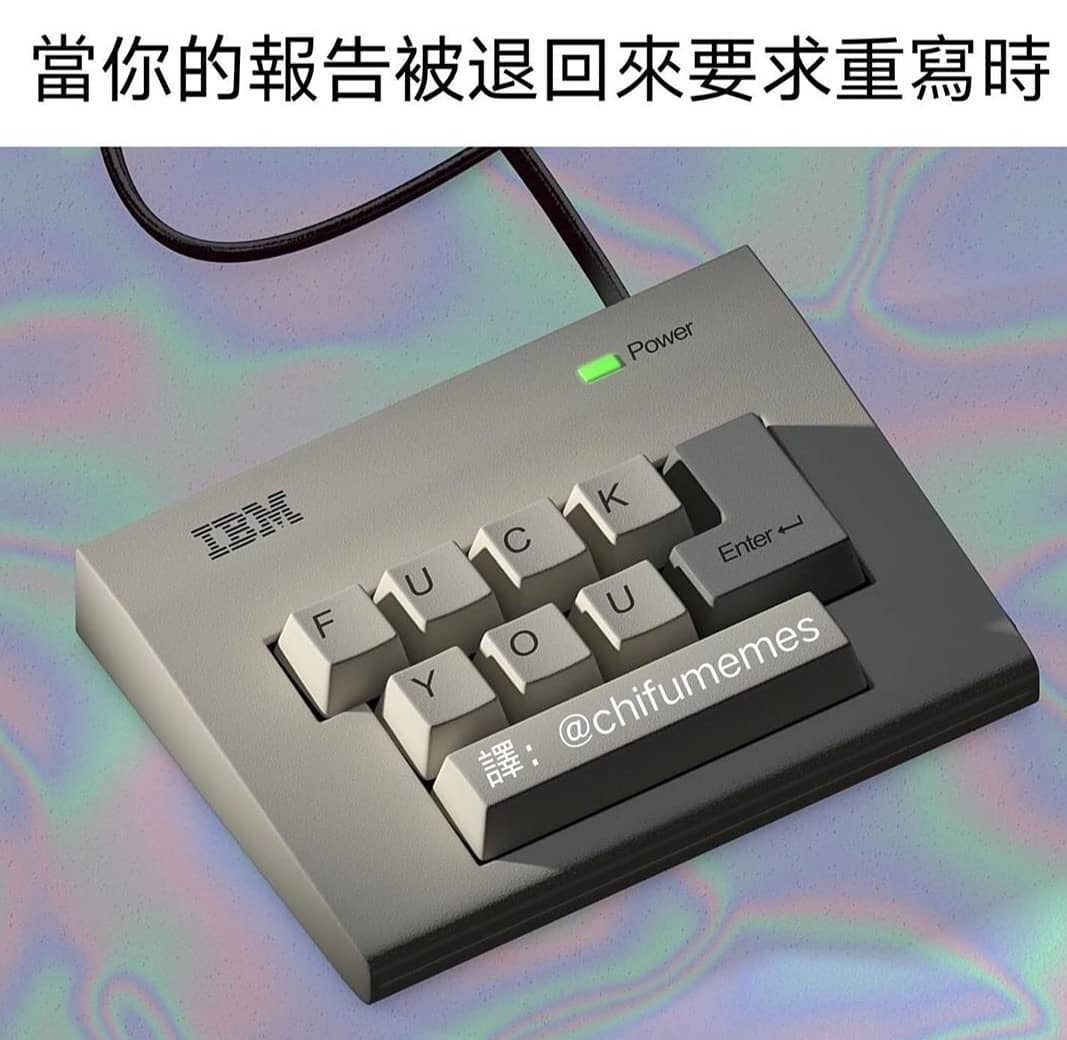 當你的報告被退回來要求重寫時
Power
IBM
F U C K
Enter ↵
Y O U
譯：@chifumemes